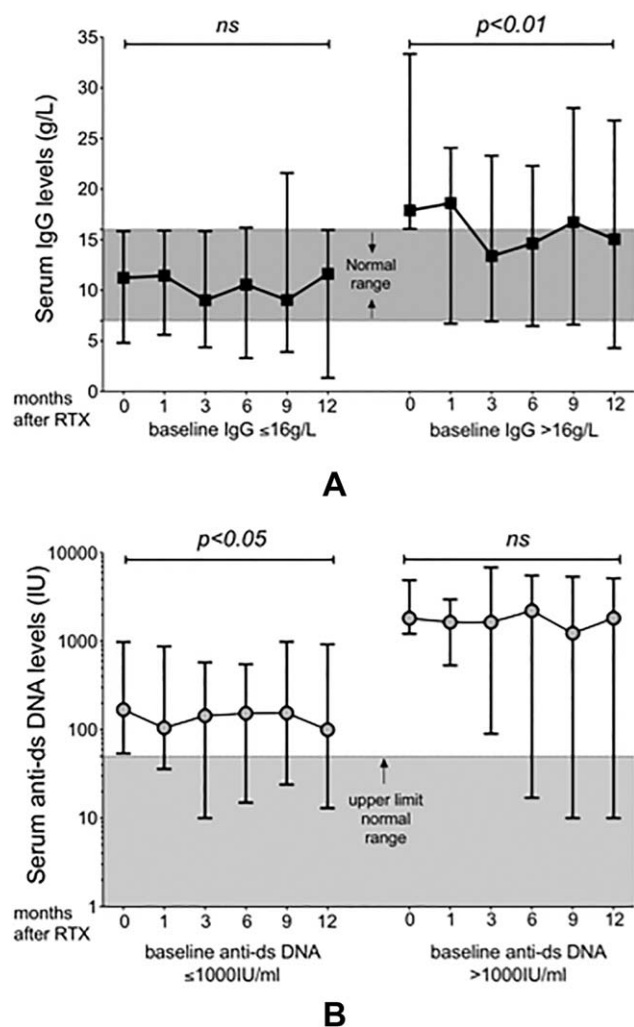 ns
p<0.01
Serum IgG levels (g/L)
35
30
25
20
15
10
5
0
Normal
range
months
after RTX
0 1 3 6 9 12
0 1 3 6 9 12
baseline IgG ≤16g/L
baseline IgG >16g/L
A
p<0.05
ns
Serum anti-ds DNA levels (IU)
10000
1000
100
10
1
upper limit
normal
range
months
after RTX
0 1 3 6 9 12
0 1 3 6 9 12
baseline anti-ds DNA
≤1000IU/ml
baseline anti-ds DNA
>1000IU/ml
B